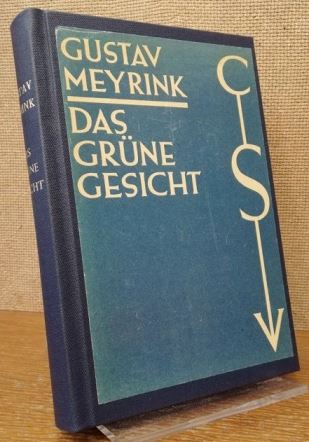 GUSTAV
MEYRINK
DAS
GRÜNE
GESICHT
C
S